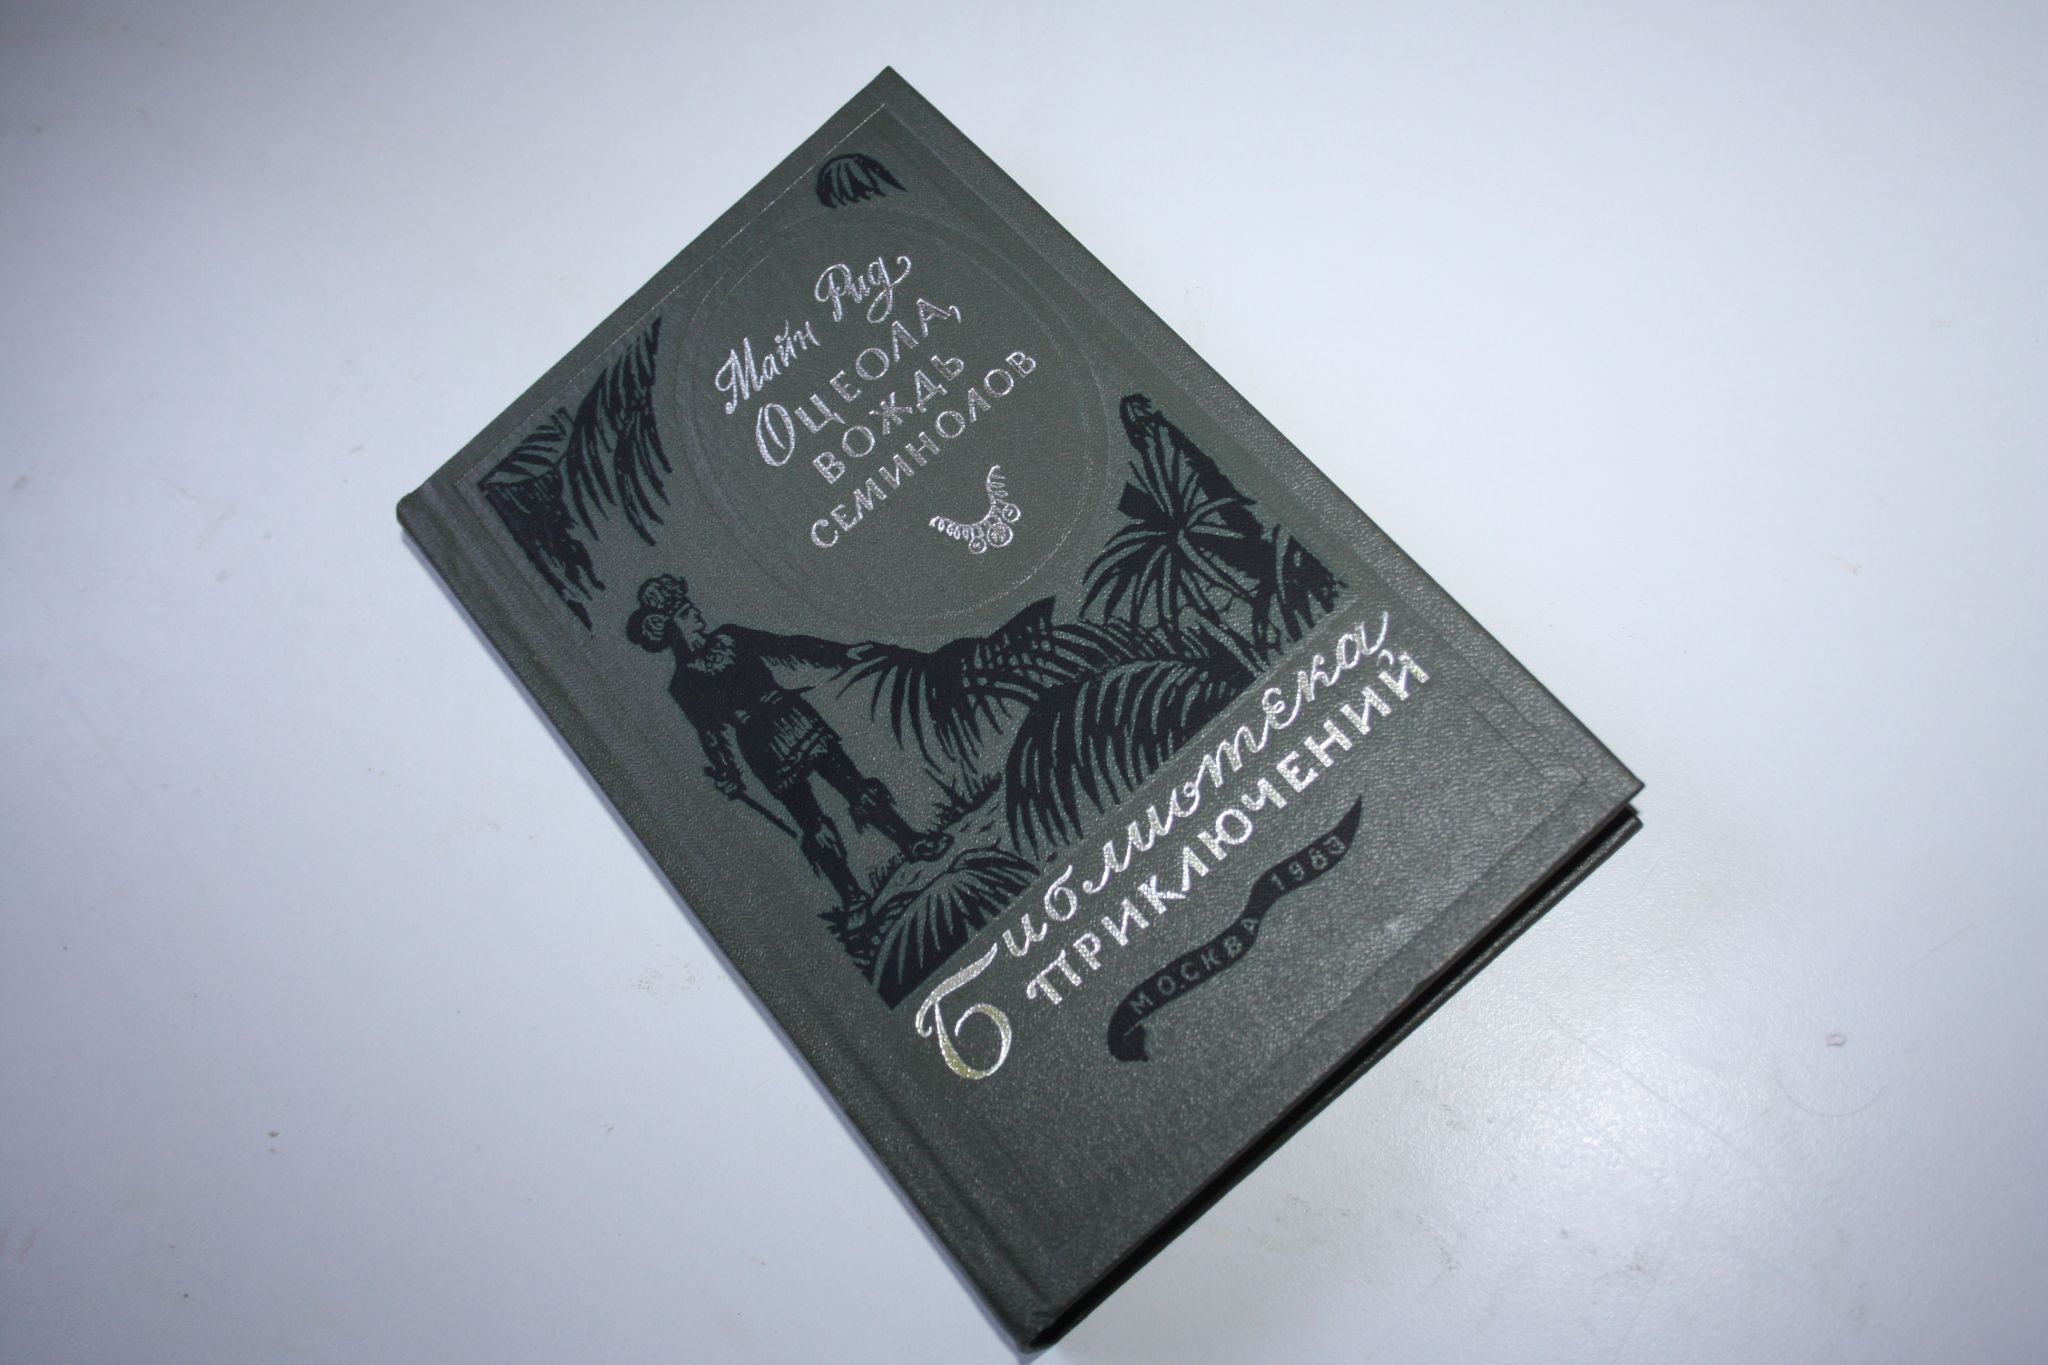 Майн Рид
Оцеола,
вождь
семинолов
Библиотека
приключений
Москва 1983